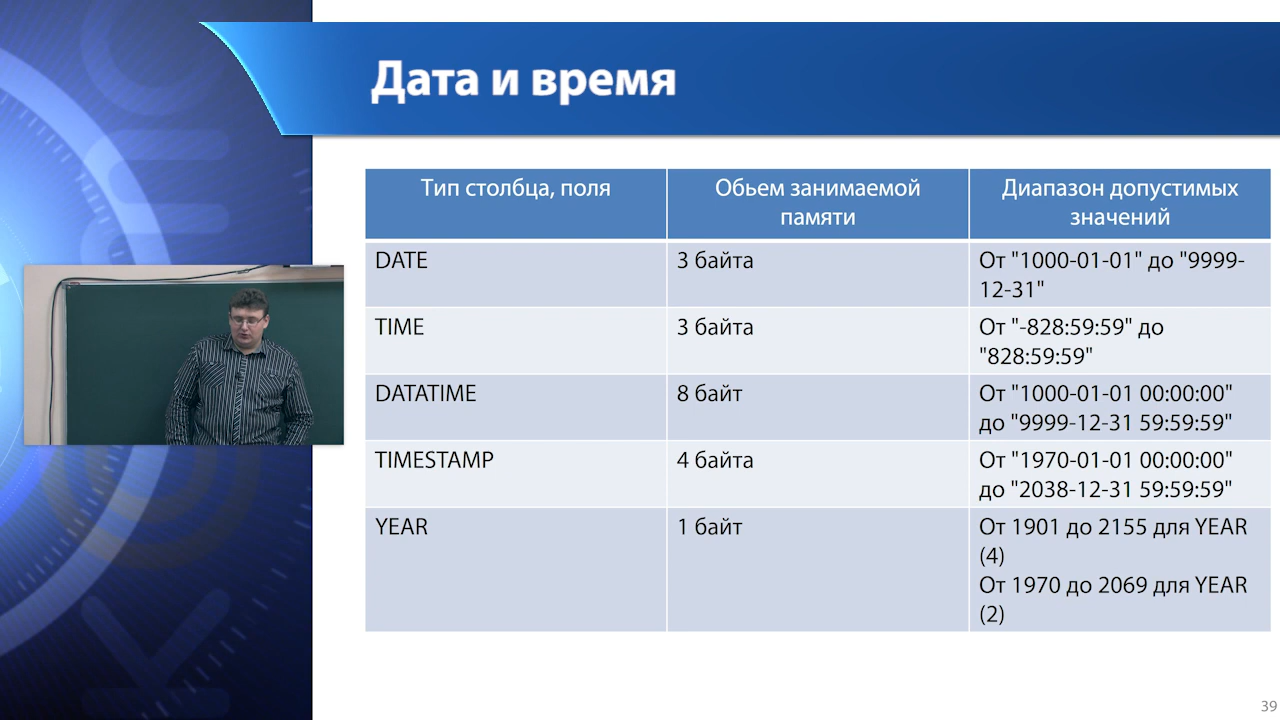 Дата и время
Тип столбца, поля
Обьем занимаемой
памяти
Диапазон допустимых
значений
DATE
3 байта
От "1000-01-01" до "9999-
12-31"
TIME
3 байта
От "-828:59:59" до
"828:59:59"
DATATIME
8 байт
От "1000-01-01 00:00:00"
до "9999-12-31 59:59:59"
TIMESTAMP
4 байта
От "1970-01-01 00:00:00"
до "2038-12-31 59:59:59"
YEAR
1 байт
От 1901 до 2155 для YEAR
(4)
От 1970 до 2069 для YEAR
(2)
39